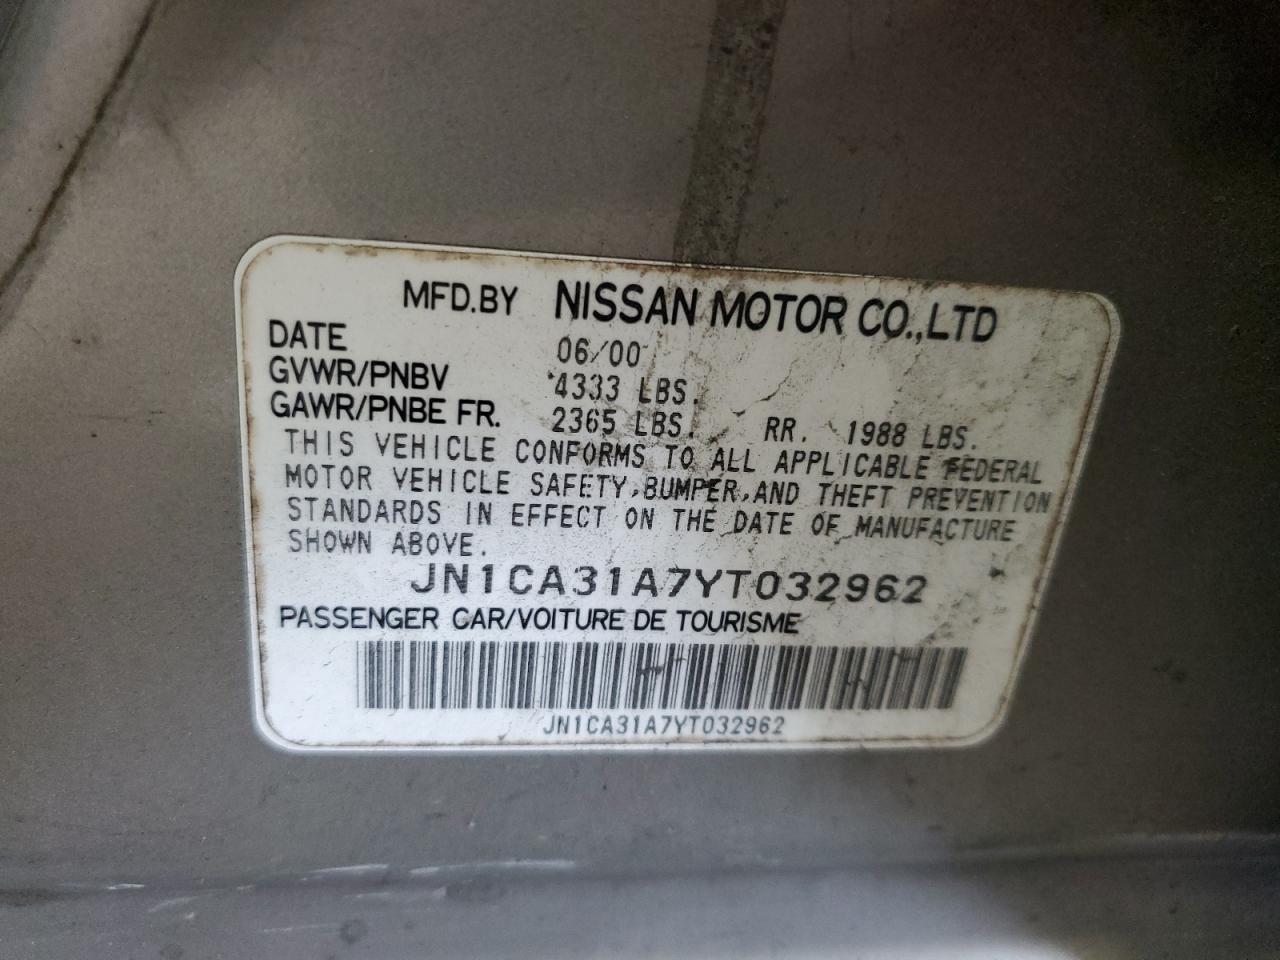 MFD.BY NISSAN MOTOR CO.,LTD
DATE 06/00
GVWR/PNBV 4333 LBS.
GAWR/PNBE FR. 2365 LBS. RR. 1988 LBS.
THIS VEHICLE CONFORMS TO ALL APPLICABLE FEDERAL
MOTOR VEHICLE SAFETY,BUMPER,AND THEFT PREVENTION
STANDARDS IN EFFECT ON THE DATE OF MANUFACTURE
SHOWN ABOVE.
JN1CA31A7YT032962
PASSENGER CAR/VOITURE DE TOURISME
JN1CA31A7YT032962